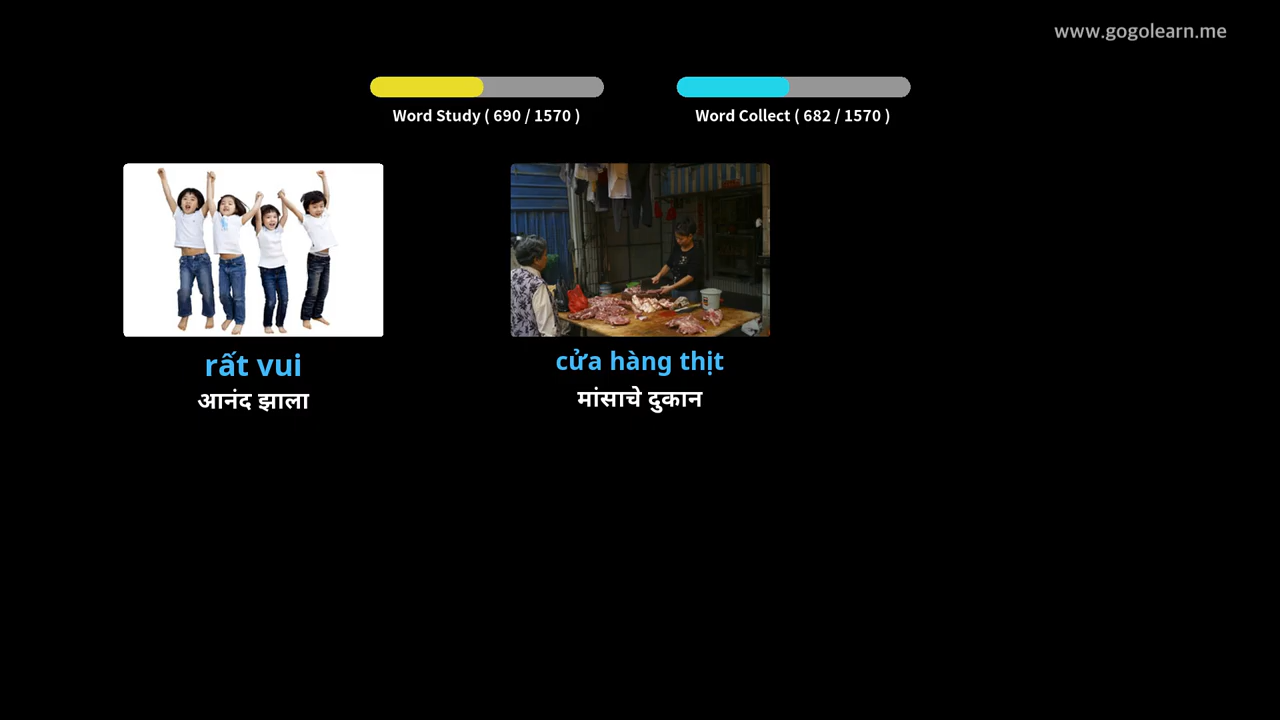 www.gogolearn.me
Word Study ( 690 / 1570 )
Word Collect ( 682 / 1570 )
rất vui
आनंद झाला
cửa hàng thịt
मांसाचे दुकान